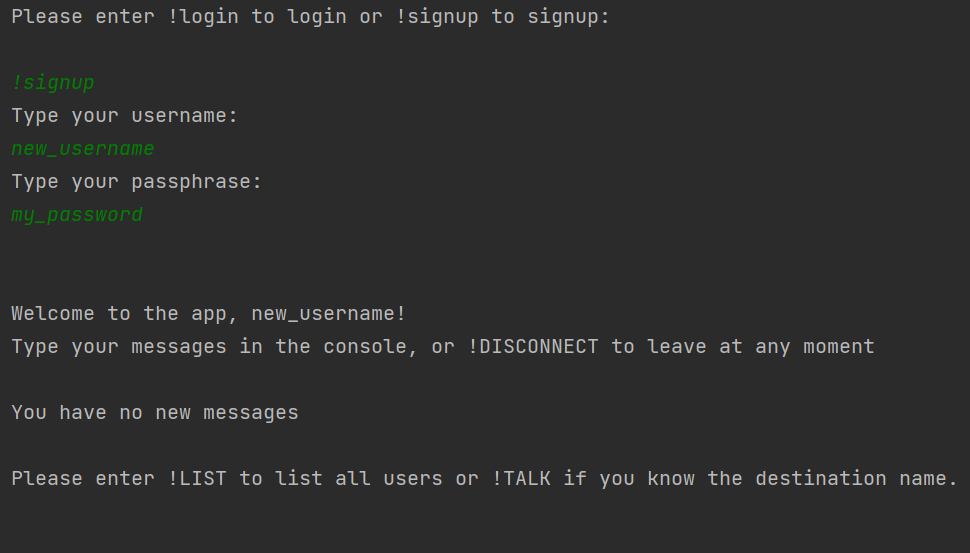 Please enter !login to login or !signup to signup:
!signup
Type your username:
new_username
Type your passphrase:
my_password
Welcome to the app, new_username!
Type your messages in the console, or !DISCONNECT to leave at any moment
You have no new messages
Please enter !LIST to list all users or !TALK if you know the destination name.